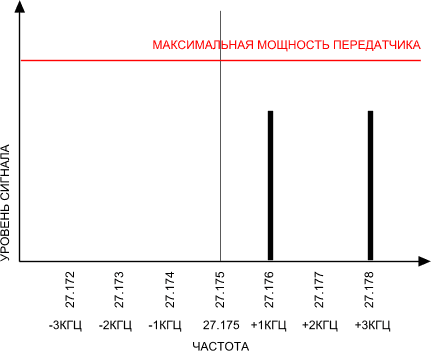 МАКСИМАЛЬНАЯ МОЩНОСТЬ ПЕРЕДАТЧИКА
УРОВЕНЬ СИГНАЛА
27.172 27.173 27.174 27.175 27.176 27.177 27.178
-3КГЦ -2КГЦ -1КГЦ 27.175 +1КГЦ +2КГЦ +3КГЦ
ЧАСТОТА